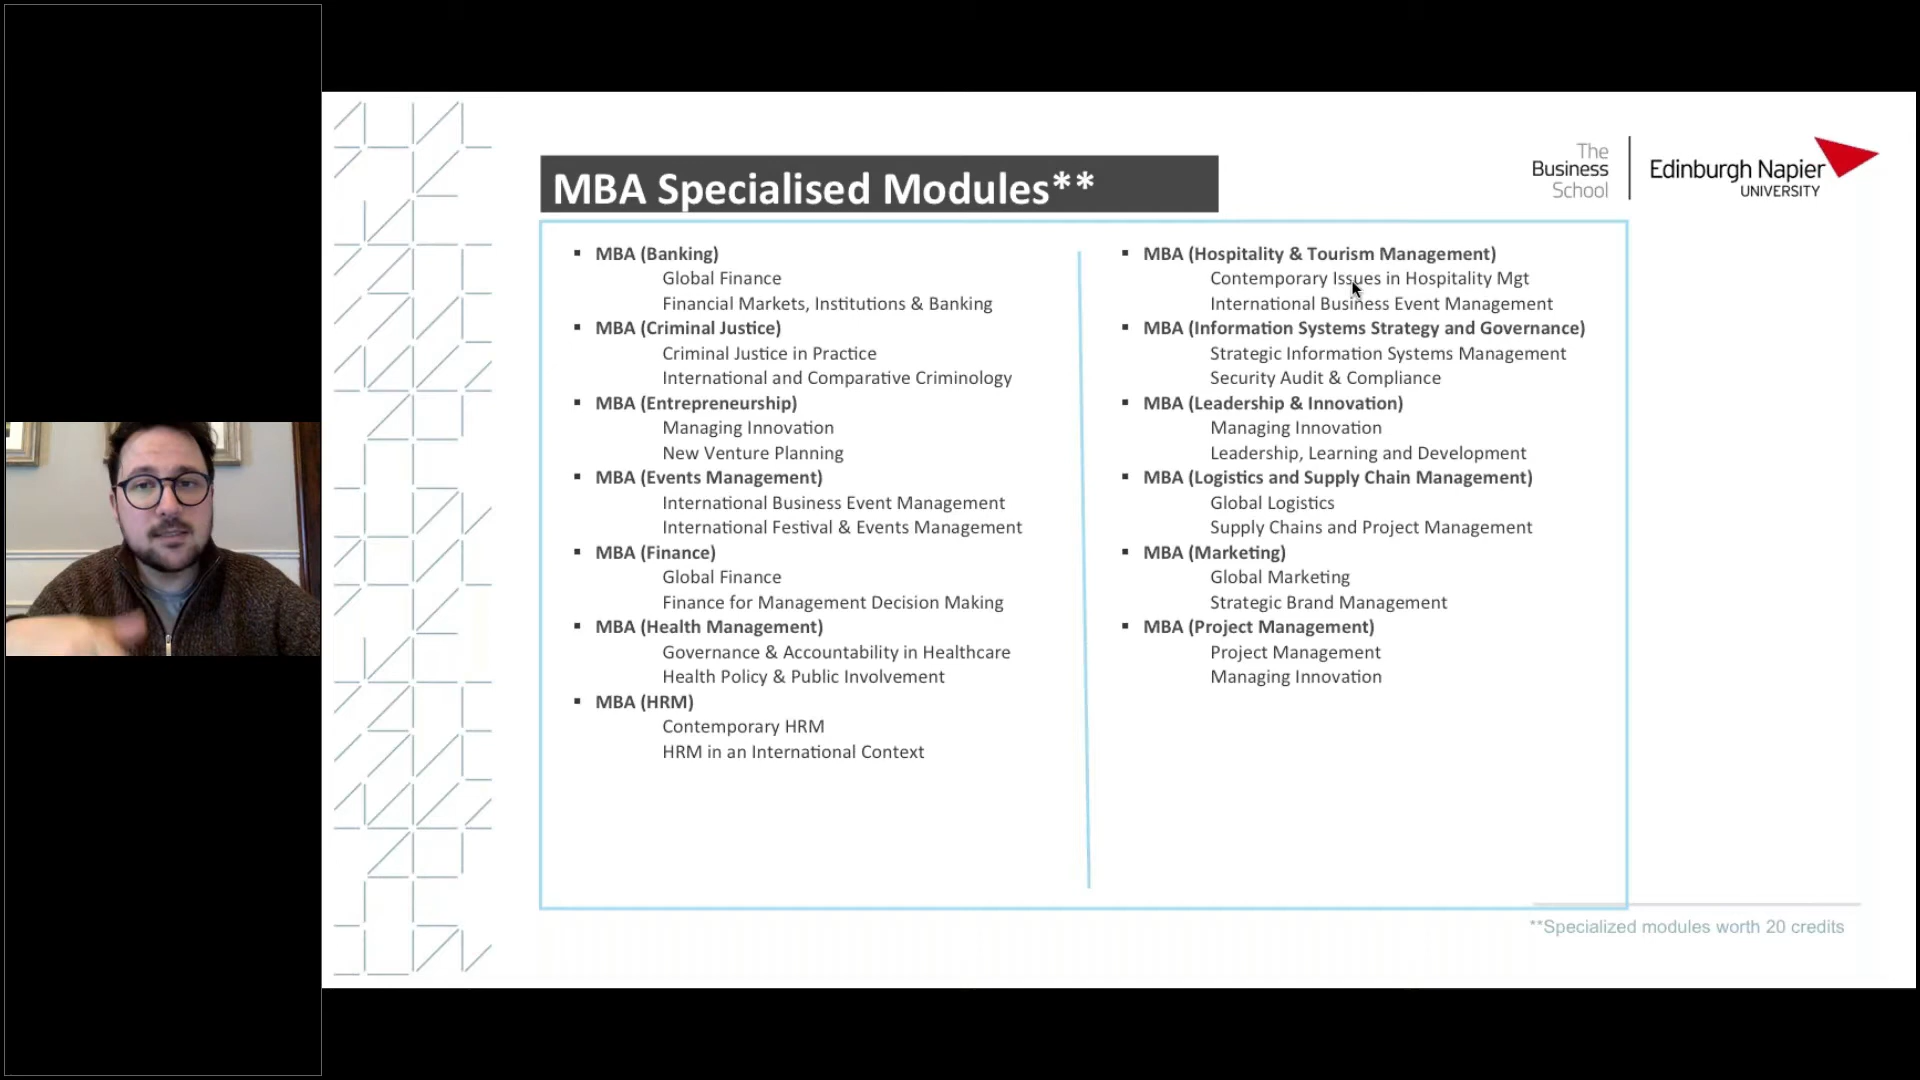 The
Business
School
Edinburgh Napier
UNIVERSITY
MBA Specialised Modules**
▪ MBA (Banking)
Global Finance
Financial Markets, Institutions & Banking
▪ MBA (Criminal Justice)
Criminal Justice in Practice
International and Comparative Criminology
▪ MBA (Entrepreneurship)
Managing Innovation
New Venture Planning
▪ MBA (Events Management)
International Business Event Management
International Festival & Events Management
▪ MBA (Finance)
Global Finance
Finance for Management Decision Making
▪ MBA (Health Management)
Governance & Accountability in Healthcare
Health Policy & Public Involvement
▪ MBA (HRM)
Contemporary HRM
HRM in an International Context
▪ MBA (Hospitality & Tourism Management)
Contemporary Issues in Hospitality Mgt
International Business Event Management
▪ MBA (Information Systems Strategy and Governance)
Strategic Information Systems Management
Security Audit & Compliance
▪ MBA (Leadership & Innovation)
Managing Innovation
Leadership, Learning and Development
▪ MBA (Logistics and Supply Chain Management)
Global Logistics
Supply Chains and Project Management
▪ MBA (Marketing)
Global Marketing
Strategic Brand Management
▪ MBA (Project Management)
Project Management
Managing Innovation
**Specialized modules worth 20 credits